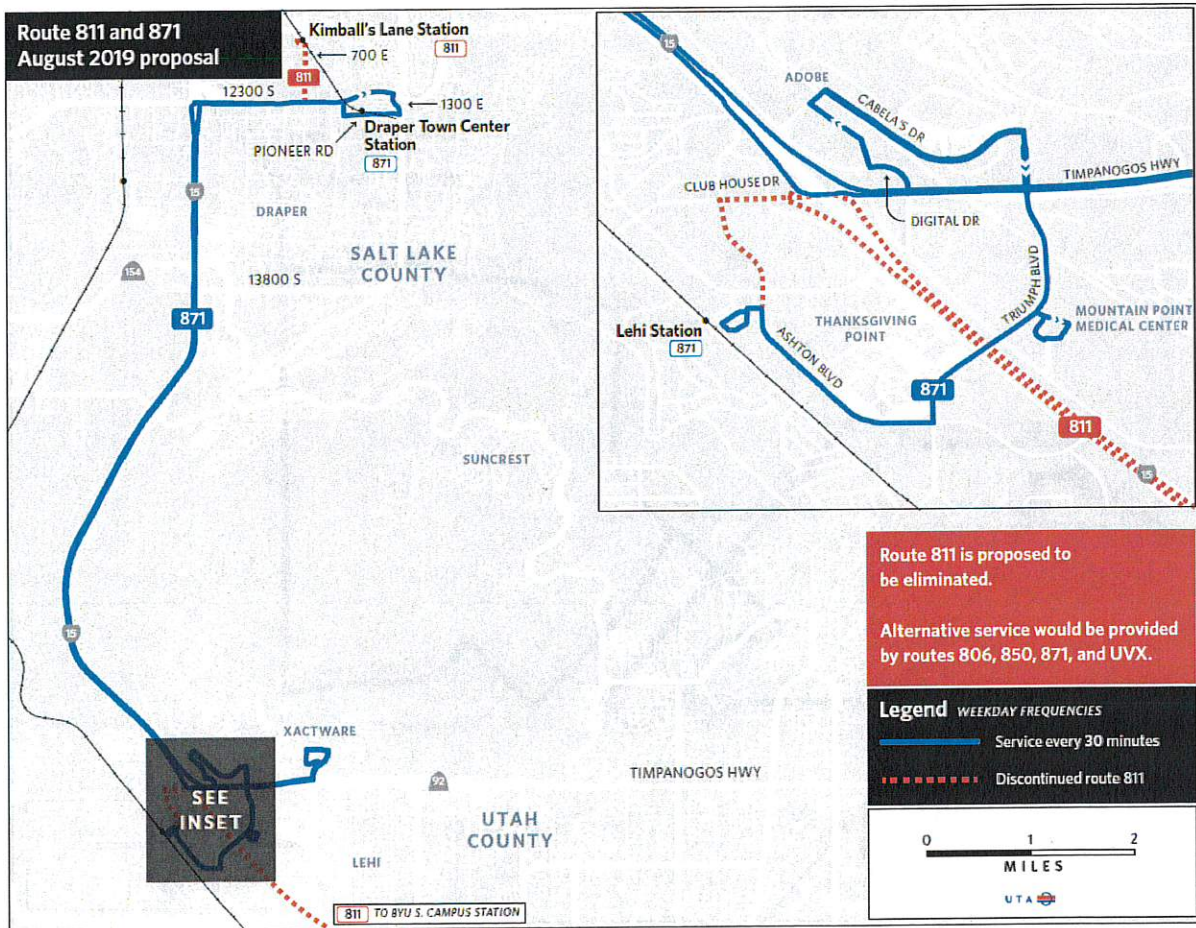 Route 811 and 871
August 2019 proposal
Kimball's Lane Station
811
700 E
811
12300 S
1300 E
Draper Town Center
Station
871
PIONEER RD
15
DRAPER
SALT LAKE
COUNTY
154
13800 S
871
SUNCREST
15
XACTWARE
SEE
INSET
92
TIMPANOGOS HWY
UTAH
COUNTY
LEHI
811 TO BYU S. CAMPUS STATION
15
ADOBE
CABELA'S DR
TIMPANOGOS HWY
CLUB HOUSE DR
DIGITAL DR
TRIUMPH BLVD
MOUNTAIN POINT
MEDICAL CENTER
THANKSGIVING
POINT
Lehi Station
871
ASHTON BLVD
871
811
15
Route 811 is proposed to
be eliminated.
Alternative service would be provided
by routes 806, 850, 871, and UVX.
Legend WEEKDAY FREQUENCIES
Service every 30 minutes
Discontinued route 811
0 1 2
MILES
UTA